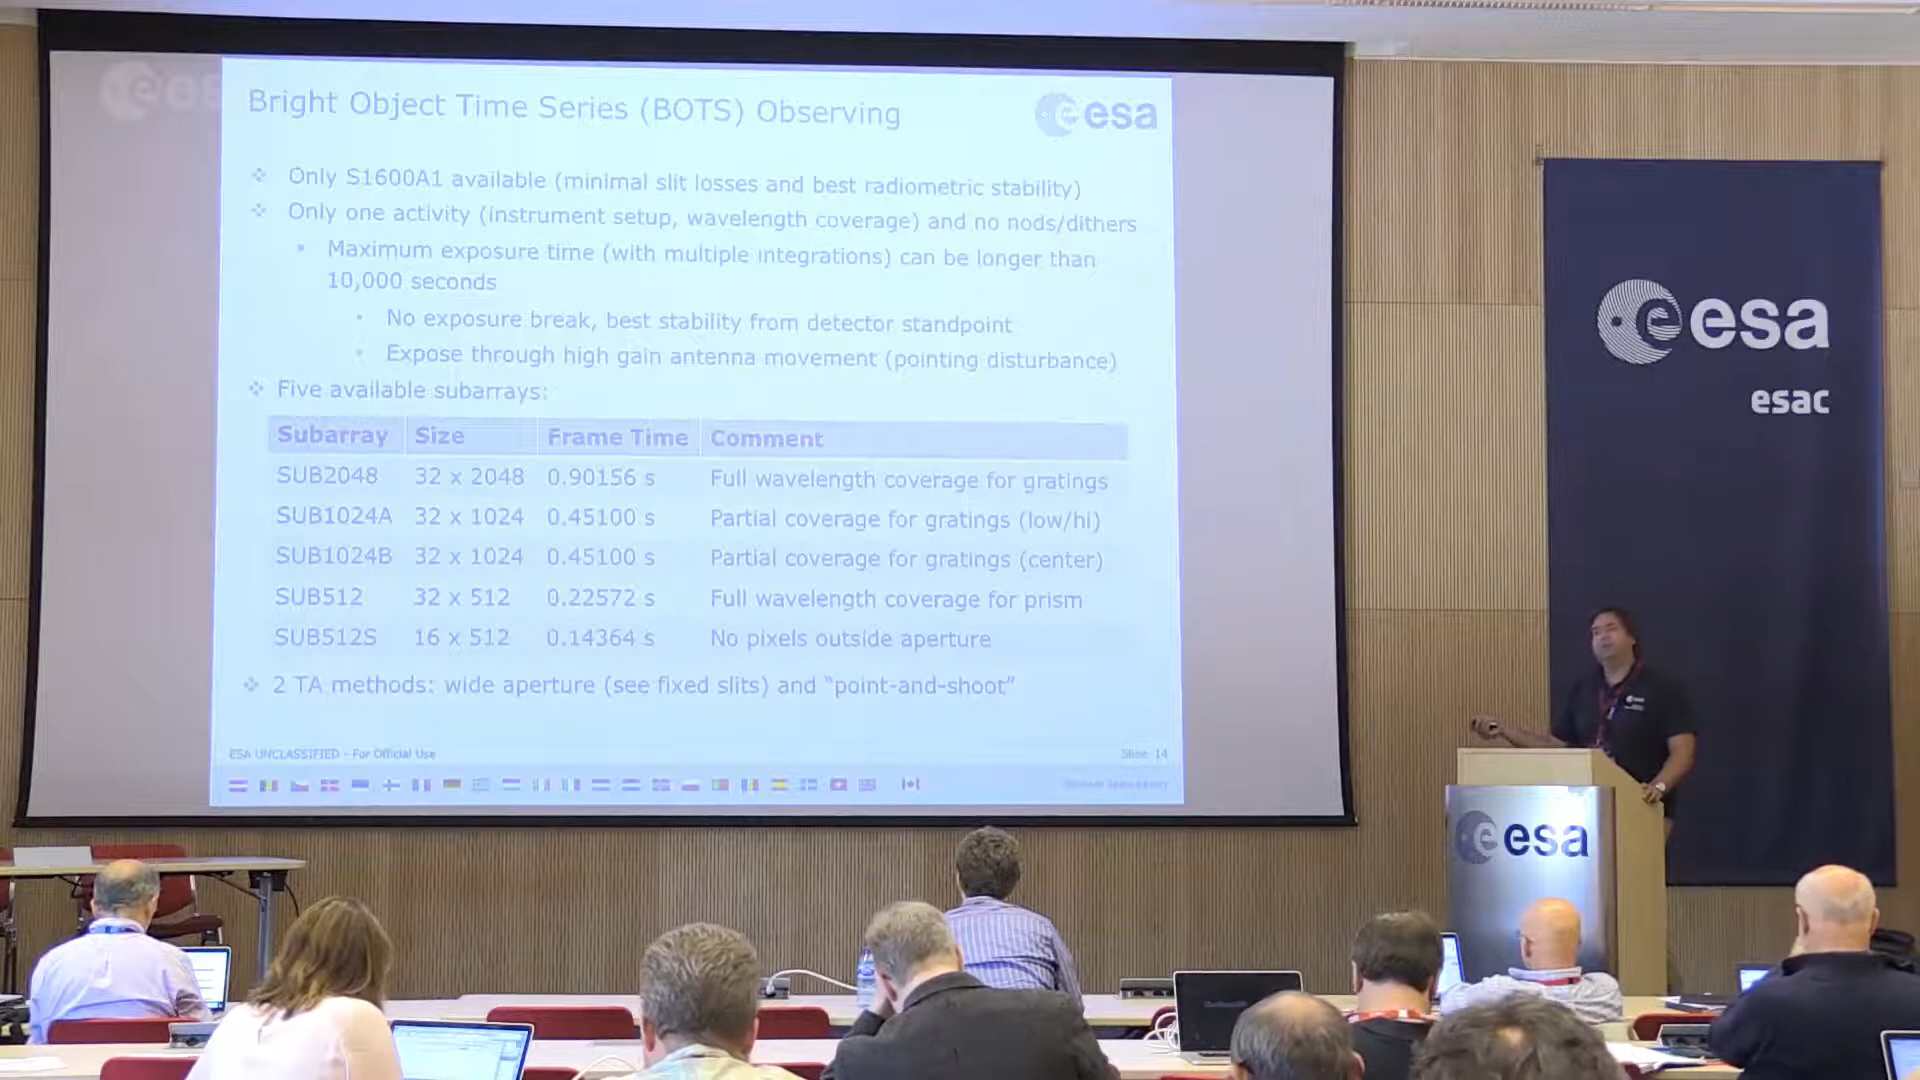 Bright Object Time Series (BOTS) Observing
esa
❖ Only S1600A1 available (minimal slit losses and best radiometric stability)
❖ Only one activity (instrument setup, wavelength coverage) and no nods/dithers
▪ Maximum exposure time (with multiple integrations) can be longer than
10,000 seconds
• No exposure break, best stability from detector standpoint
• Expose through high gain antenna movement (pointing disturbance)
❖ Five available subarrays:
Subarray Size Frame Time Comment
SUB2048 32 x 2048 0.90156 s Full wavelength coverage for gratings
SUB1024A 32 x 1024 0.45100 s Partial coverage for gratings (low/hi)
SUB1024B 32 x 1024 0.45100 s Partial coverage for gratings (center)
SUB512 32 x 512 0.22572 s Full wavelength coverage for prism
SUB512S 16 x 512 0.14364 s No pixels outside aperture
❖ 2 TA methods: wide aperture (see fixed slits) and “point-and-shoot”
ESA UNCLASSIFIED - For Official Use
Slide 14
European Space Agency
esa
esa
esac
esa